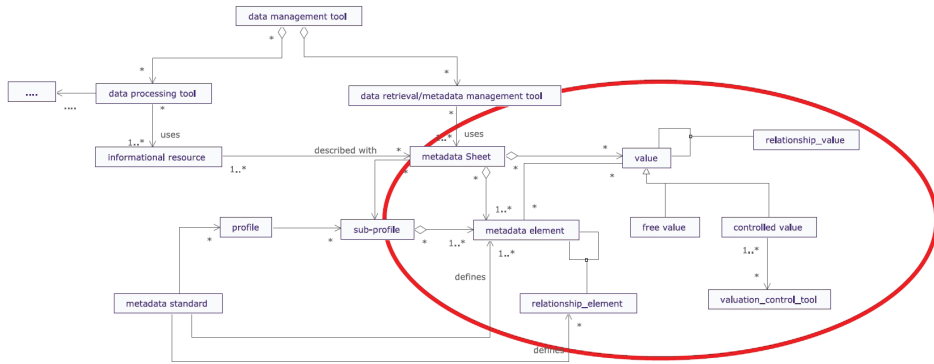 data management tool
*
*
*
*
....
data processing tool
data retrieval/metadata management tool
....
*
*
uses
uses
1..*
1..*
informational resource
described with
*
metadata Sheet
*
value
relationship_value
1..*
*
*
*
*
1..*
*
profile
sub-profile
metadata element
free value
controlled value
*
*
*
1..*
1..*
1..*
defines
*
metadata standard
relationship_element
valuation_control_tool
*
defines